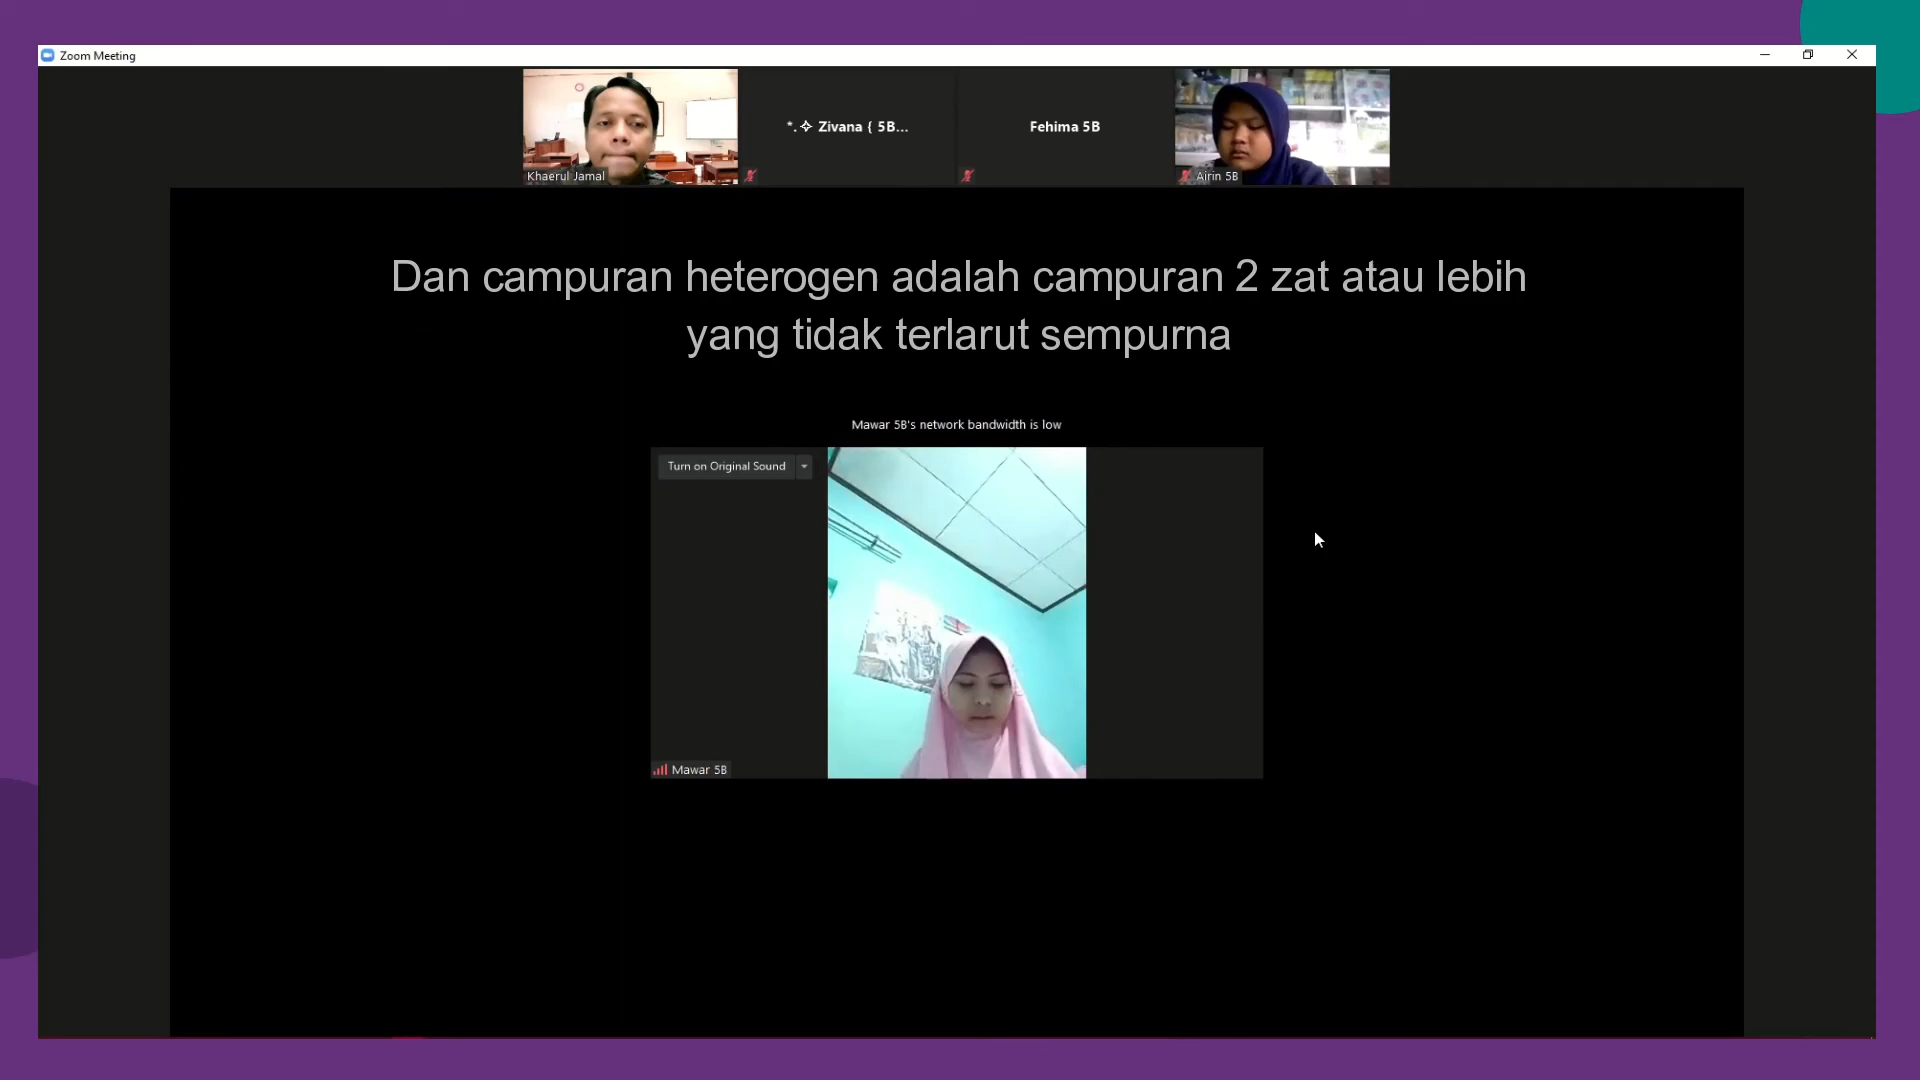 Zoom Meeting
*. ✧ Zivana ( 5B...
Fehima 5B
Khaerul Jamal
Airin 5B
Dan campuran heterogen adalah campuran 2 zat atau lebih
yang tidak terlarut sempurna
Mawar 5B's network bandwidth is low
Turn on Original Sound
Mawar 5B